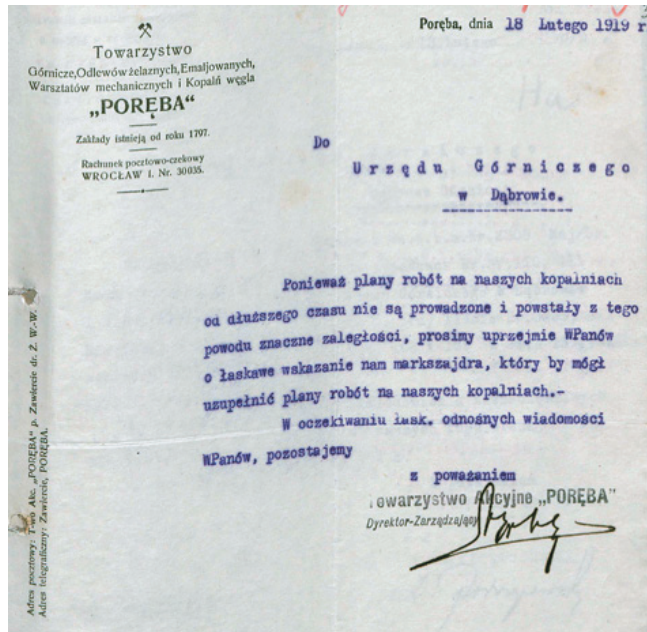 Poręba, dnia 18 Lutego 1919 r
Towarzystwo
Górnicze, Odlewów żelaznych, Emaljowanych,
Warsztatów mechanicznych i Kopalń węgla
„PORĘBA“
Zakłady istnieją od roku 1797.
Rachunek pocztowo-czekowy
WROCŁAW I. Nr. 30035.
Do
Urzędu Górniczego
w Dąbrowie.
Ponieważ plany robót na naszych kopalniach
od dłuższego czasu nie są prowadzone i powstały z tego
powodu znaczne zaległości, prosimy uprzejmie WPanów
o łaskawe wskazanie nam markszajdra, który by mógł
uzupełnić plany robót na naszych kopalniach.-
W oczekiwaniu łask. odnośnych wiadomości
WPanów, pozostajemy
z poważaniem
Towarzystwo Akcyjne „PORĘBA“
Dyrektor-Zarządzający
Adres pocztowy: T-wo Akc. „PORĘBA“ p. Zawiercie dr. Ż. W.-W.
Adres telegraficzny: Zawiercie, PORĘBA.